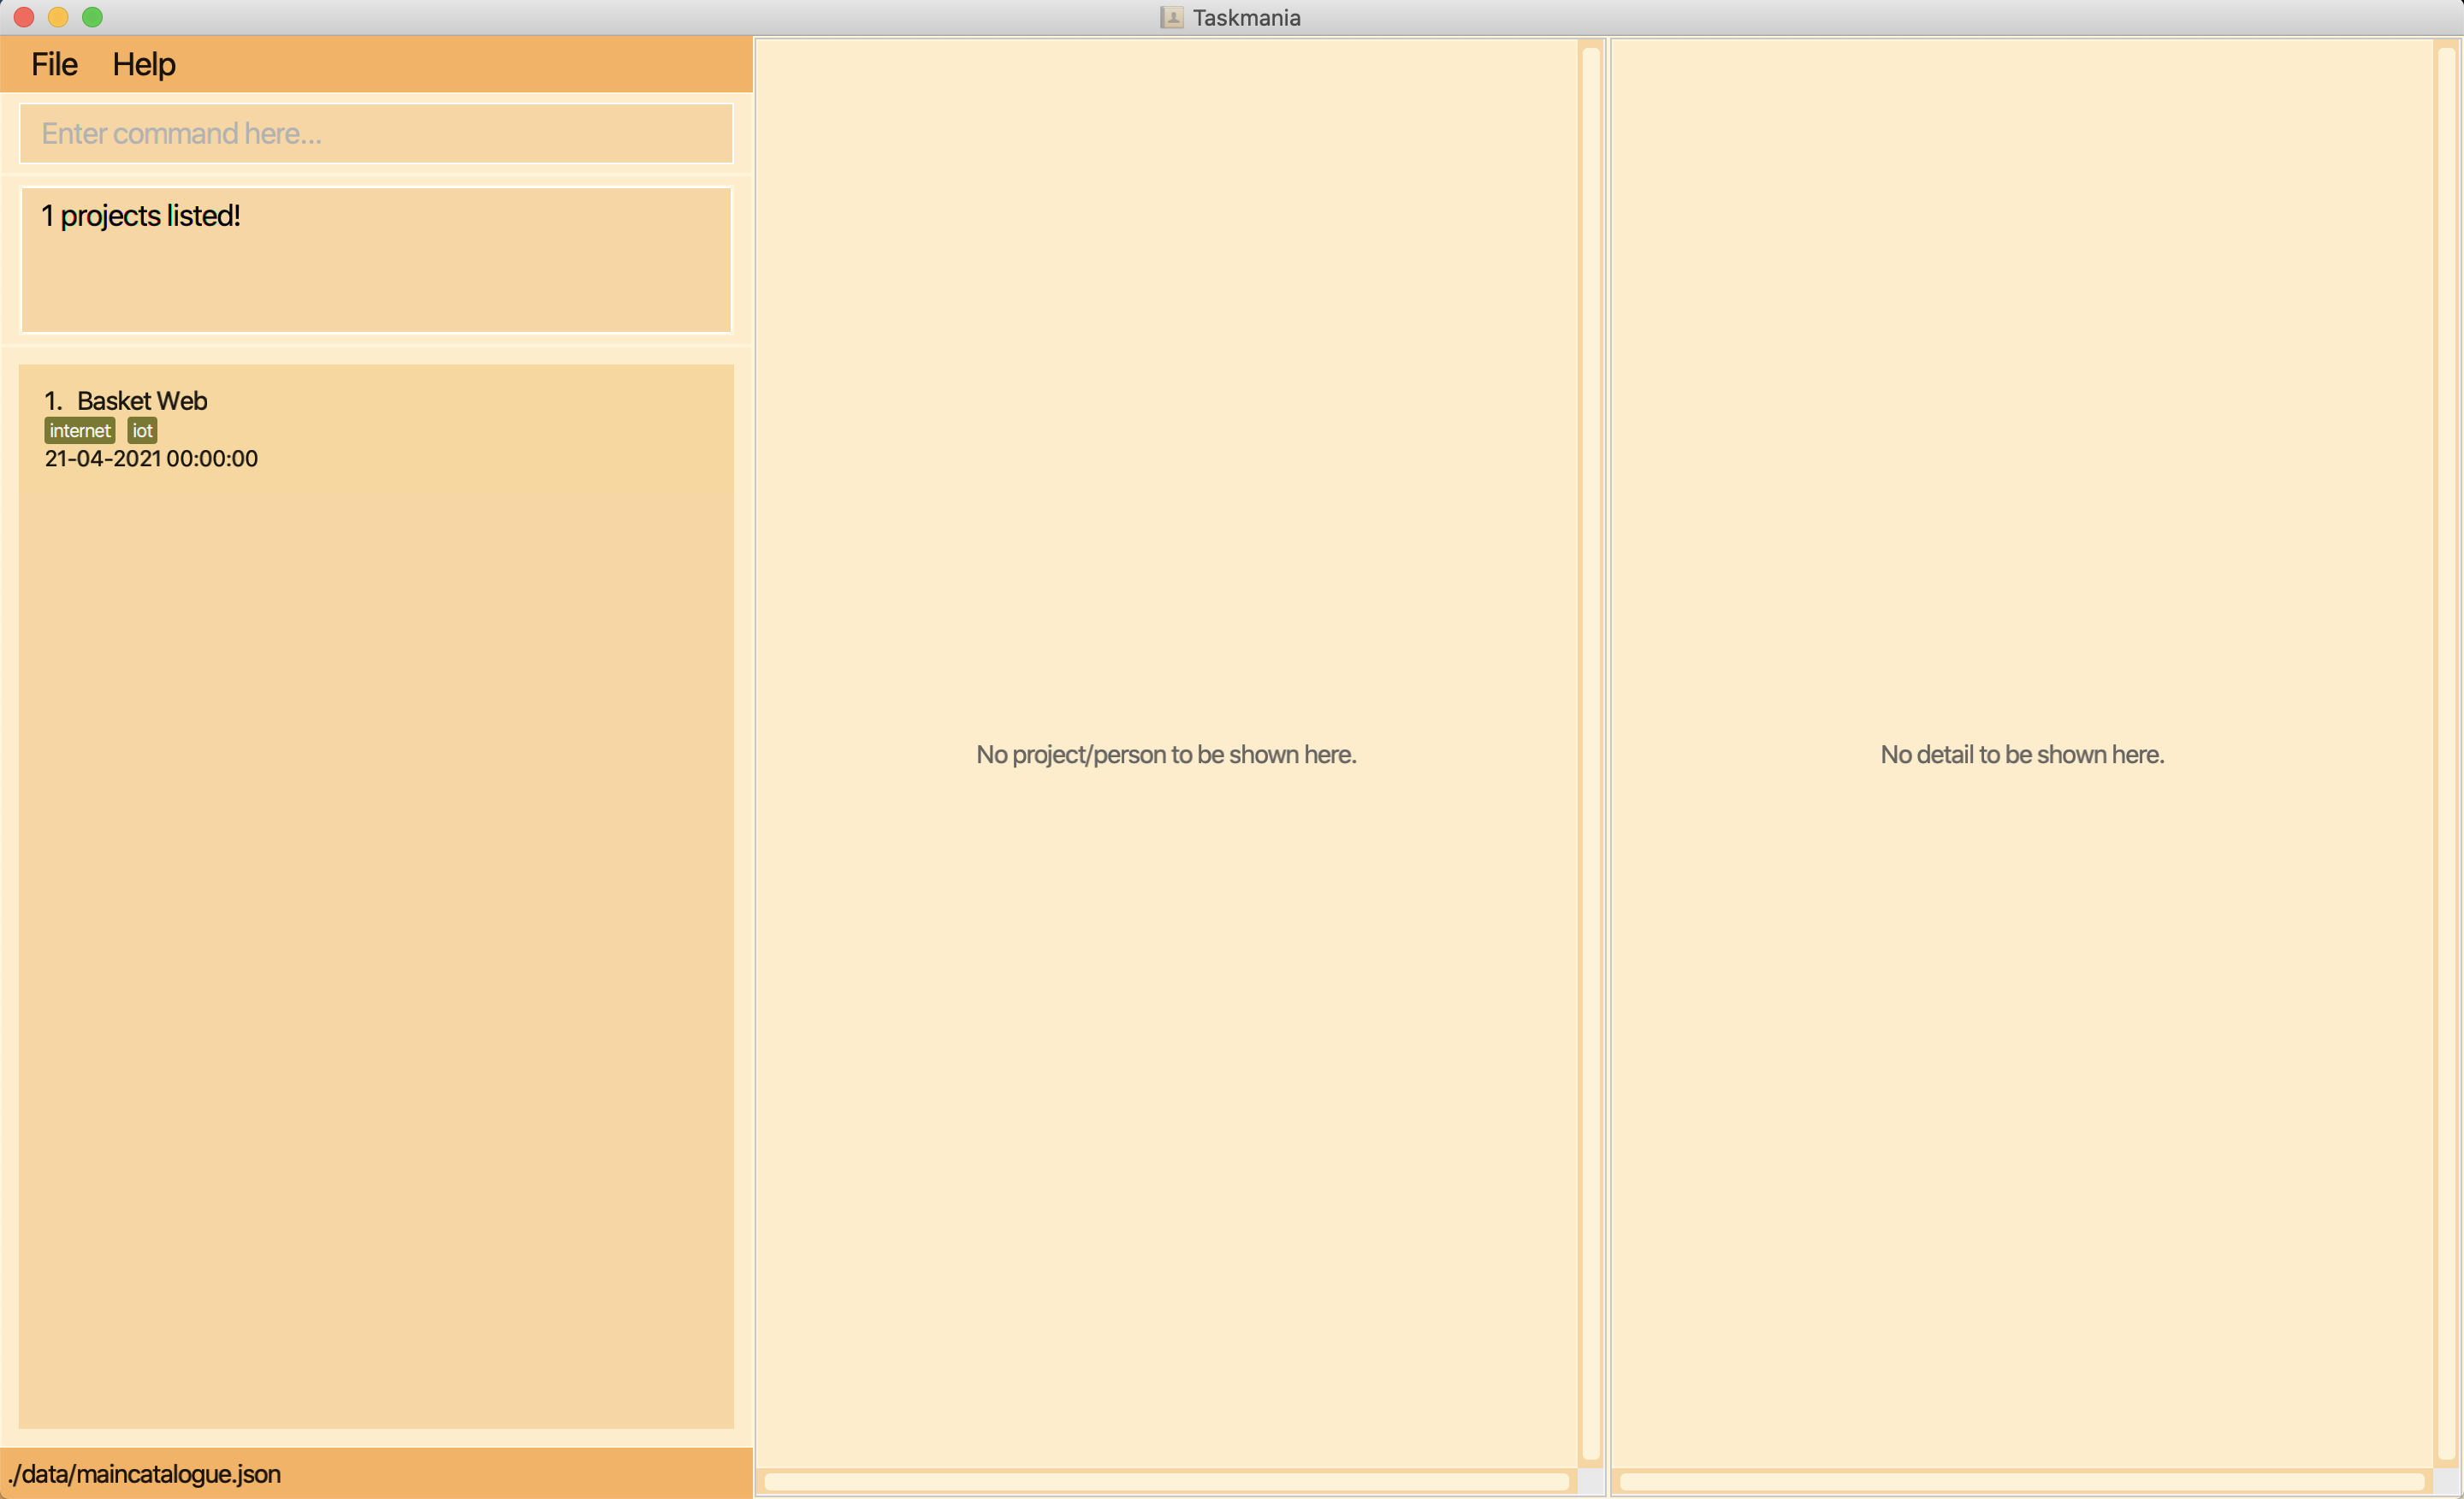 Taskmania
File Help
Enter command here...
1 projects listed!
1. Basket Web
internet iot
21-04-2021 00:00:00
No project/person to be shown here.
No detail to be shown here.
./data/maincatalogue.json